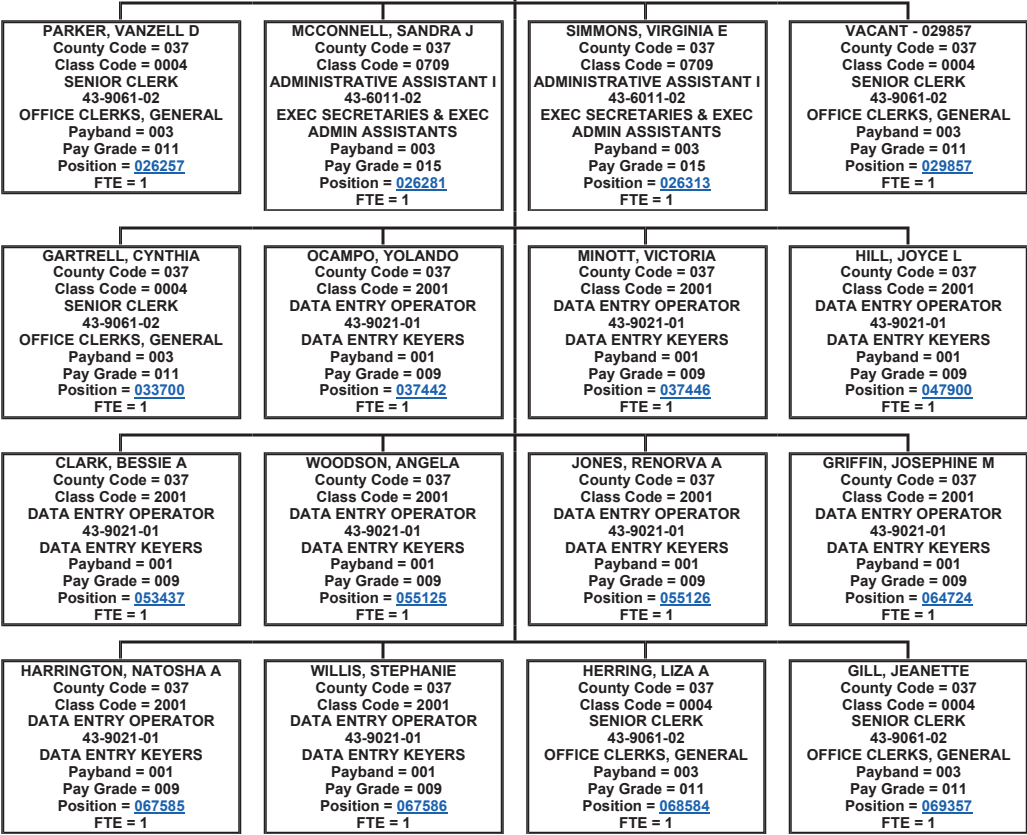 PARKER, VANZELL D
County Code = 037
Class Code = 0004
SENIOR CLERK
43-9061-02
OFFICE CLERKS, GENERAL
Payband = 003
Pay Grade = 011
Position = 026257
FTE = 1
MCCONNELL, SANDRA J
County Code = 037
Class Code = 0709
ADMINISTRATIVE ASSISTANT I
43-6011-02
EXEC SECRETARIES & EXEC
ADMIN ASSISTANTS
Payband = 003
Pay Grade = 015
Position = 026281
FTE = 1
SIMMONS, VIRGINIA E
County Code = 037
Class Code = 0709
ADMINISTRATIVE ASSISTANT I
43-6011-02
EXEC SECRETARIES & EXEC
ADMIN ASSISTANTS
Payband = 003
Pay Grade = 015
Position = 026313
FTE = 1
VACANT - 029857
County Code = 037
Class Code = 0004
SENIOR CLERK
43-9061-02
OFFICE CLERKS, GENERAL
Payband = 003
Pay Grade = 011
Position = 029857
FTE = 1
GARTRELL, CYNTHIA
County Code = 037
Class Code = 0004
SENIOR CLERK
43-9061-02
OFFICE CLERKS, GENERAL
Payband = 003
Pay Grade = 011
Position = 033700
FTE = 1
OCAMPO, YOLANDO
County Code = 037
Class Code = 2001
DATA ENTRY OPERATOR
43-9021-01
DATA ENTRY KEYERS
Payband = 001
Pay Grade = 009
Position = 037442
FTE = 1
MINOTT, VICTORIA
County Code = 037
Class Code = 2001
DATA ENTRY OPERATOR
43-9021-01
DATA ENTRY KEYERS
Payband = 001
Pay Grade = 009
Position = 037446
FTE = 1
HILL, JOYCE L
County Code = 037
Class Code = 2001
DATA ENTRY OPERATOR
43-9021-01
DATA ENTRY KEYERS
Payband = 001
Pay Grade = 009
Position = 047900
FTE = 1
CLARK, BESSIE A
County Code = 037
Class Code = 2001
DATA ENTRY OPERATOR
43-9021-01
DATA ENTRY KEYERS
Payband = 001
Pay Grade = 009
Position = 053437
FTE = 1
WOODSON, ANGELA
County Code = 037
Class Code = 2001
DATA ENTRY OPERATOR
43-9021-01
DATA ENTRY KEYERS
Payband = 001
Pay Grade = 009
Position = 055125
FTE = 1
JONES, RENORVA A
County Code = 037
Class Code = 2001
DATA ENTRY OPERATOR
43-9021-01
DATA ENTRY KEYERS
Payband = 001
Pay Grade = 009
Position = 055126
FTE = 1
GRIFFIN, JOSEPHINE M
County Code = 037
Class Code = 2001
DATA ENTRY OPERATOR
43-9021-01
DATA ENTRY KEYERS
Payband = 001
Pay Grade = 009
Position = 064724
FTE = 1
HARRINGTON, NATOSHA A
County Code = 037
Class Code = 2001
DATA ENTRY OPERATOR
43-9021-01
DATA ENTRY KEYERS
Payband = 001
Pay Grade = 009
Position = 067585
FTE = 1
WILLIS, STEPHANIE
County Code = 037
Class Code = 2001
DATA ENTRY OPERATOR
43-9021-01
DATA ENTRY KEYERS
Payband = 001
Pay Grade = 009
Position = 067586
FTE = 1
HERRING, LIZA A
County Code = 037
Class Code = 0004
SENIOR CLERK
43-9061-02
OFFICE CLERKS, GENERAL
Payband = 003
Pay Grade = 011
Position = 068584
FTE = 1
GILL, JEANETTE
County Code = 037
Class Code = 0004
SENIOR CLERK
43-9061-02
OFFICE CLERKS, GENERAL
Payband = 003
Pay Grade = 011
Position = 069357
FTE = 1